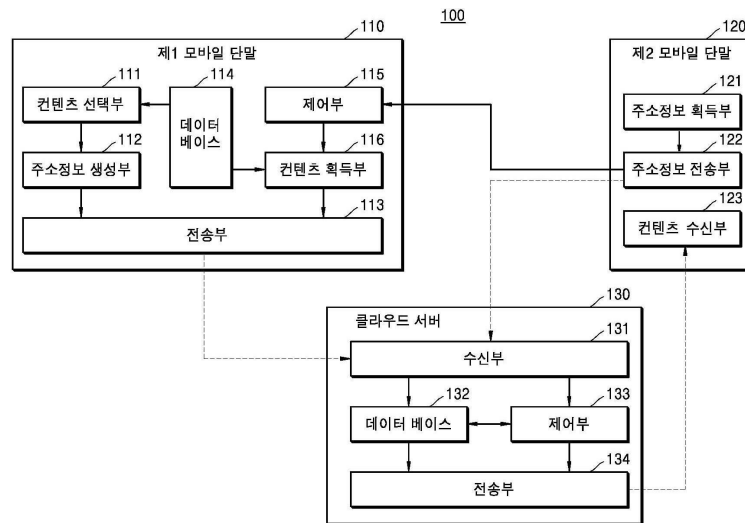 100
110
제1 모바일 단말
111
컨텐츠 선택부
114
데이터
베이스
115
제어부
112
주소정보 생성부
116
컨텐츠 획득부
113
전송부
120
제2 모바일 단말
121
주소정보 획득부
122
주소정보 전송부
123
컨텐츠 수신부
130
클라우드 서버
131
수신부
132
데이터 베이스
133
제어부
134
전송부